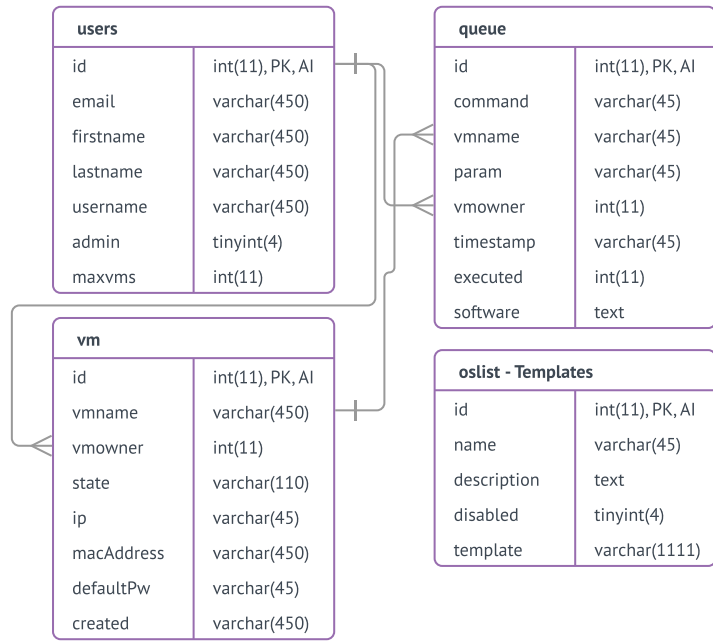 users
id int(11), PK, AI
email varchar(450)
firstname varchar(450)
lastname varchar(450)
username varchar(450)
admin tinyint(4)
maxvms int(11)
vm
id int(11), PK, AI
vmname varchar(450)
vmowner int(11)
state varchar(110)
ip varchar(45)
macAddress varchar(450)
defaultPw varchar(45)
created varchar(450)
queue
id int(11), PK, AI
command varchar(45)
vmname varchar(45)
param varchar(45)
vmowner int(11)
timestamp varchar(45)
executed int(11)
software text
oslist - Templates
id int(11), PK, AI
name varchar(45)
description text
disabled tinyint(4)
template varchar(1111)